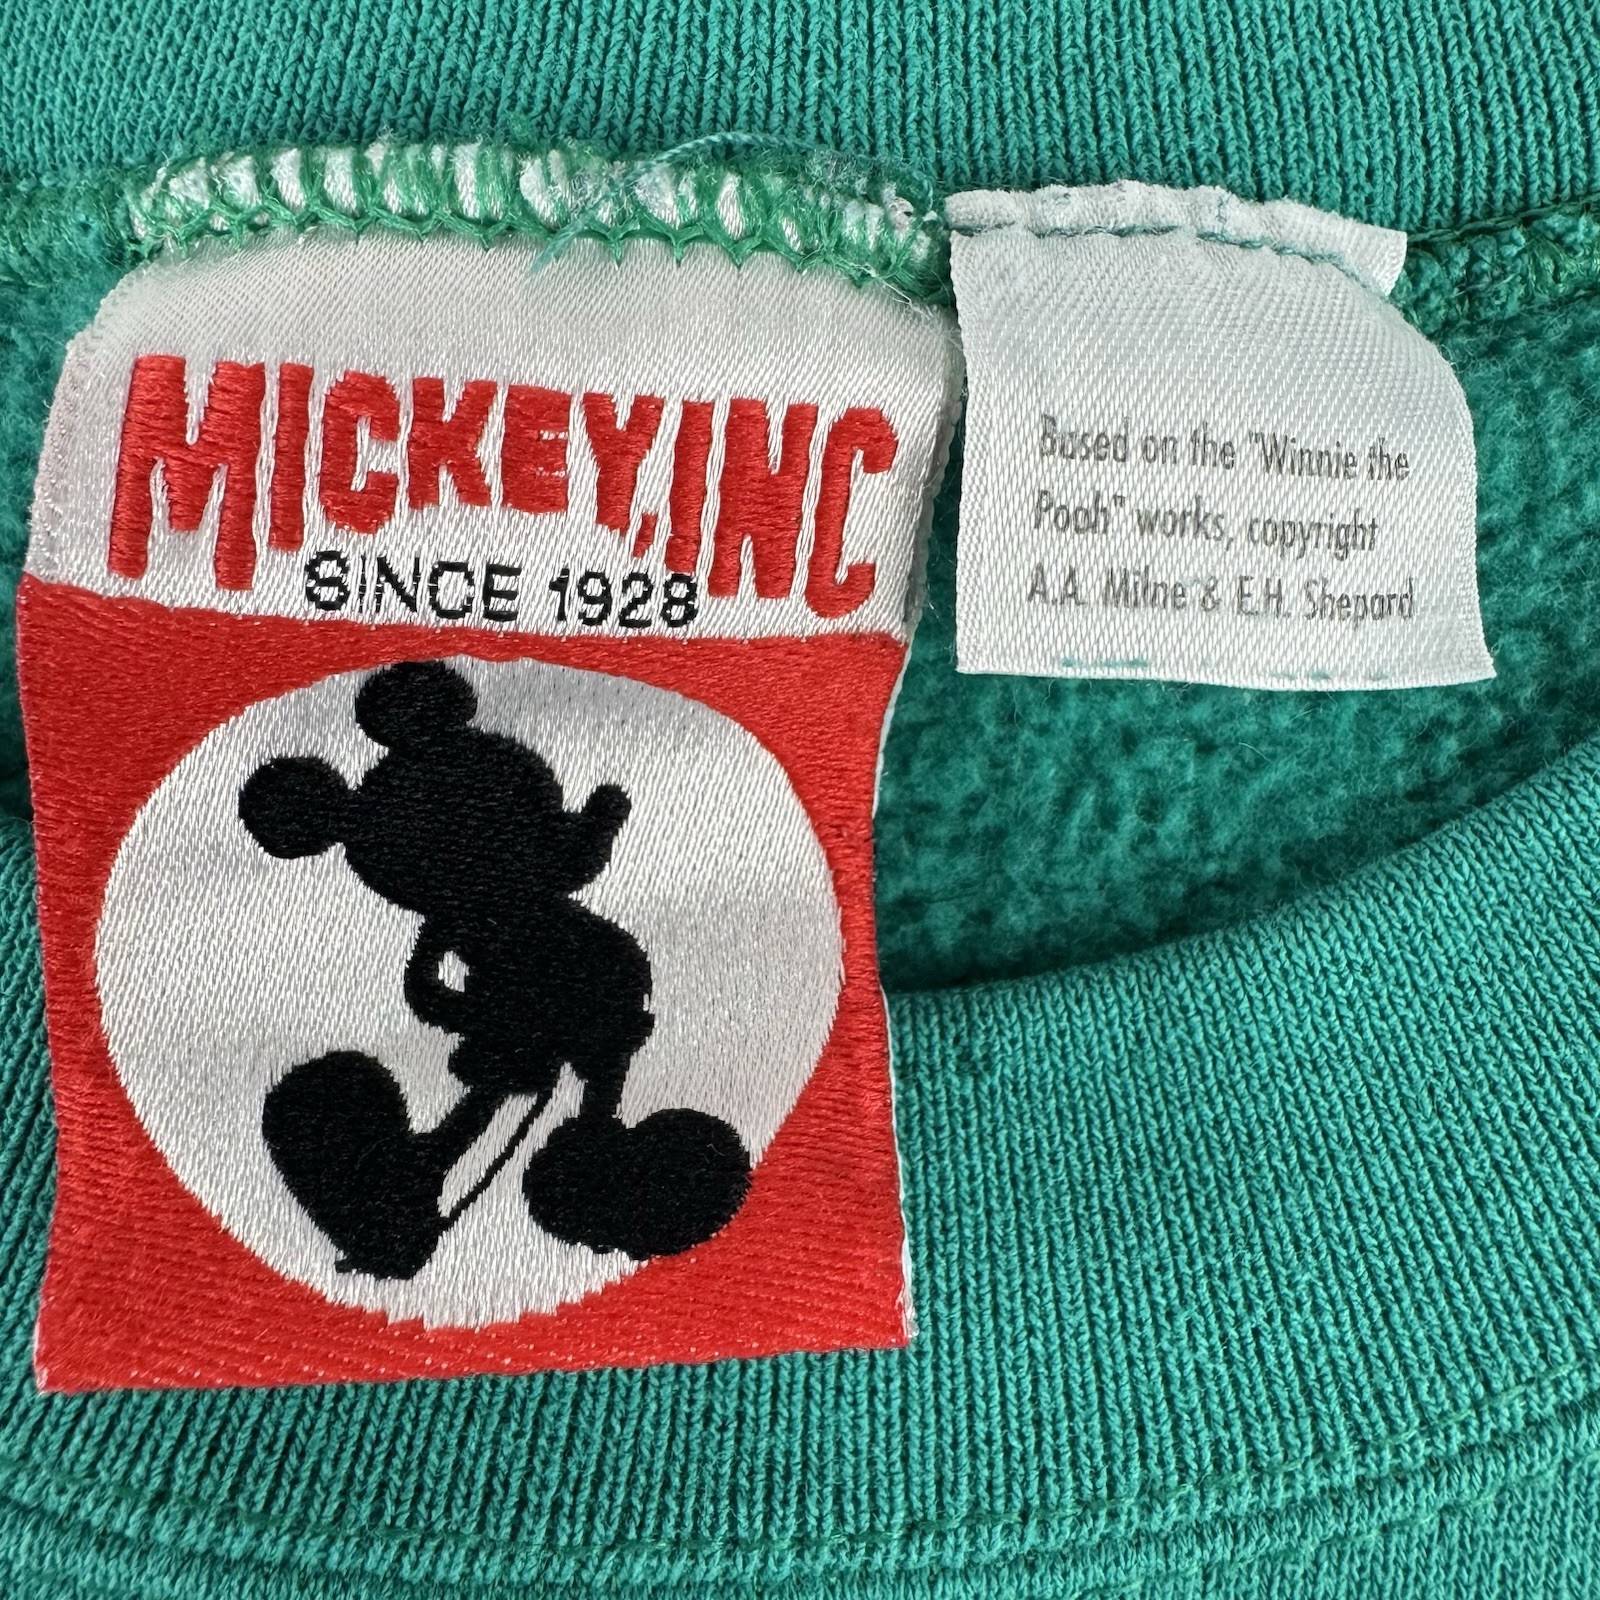 MICKEY, INC
SINCE 1928
Based on the "Winnie the
Pooh" works, copyright
A.A. Milne & E.H. Shepard